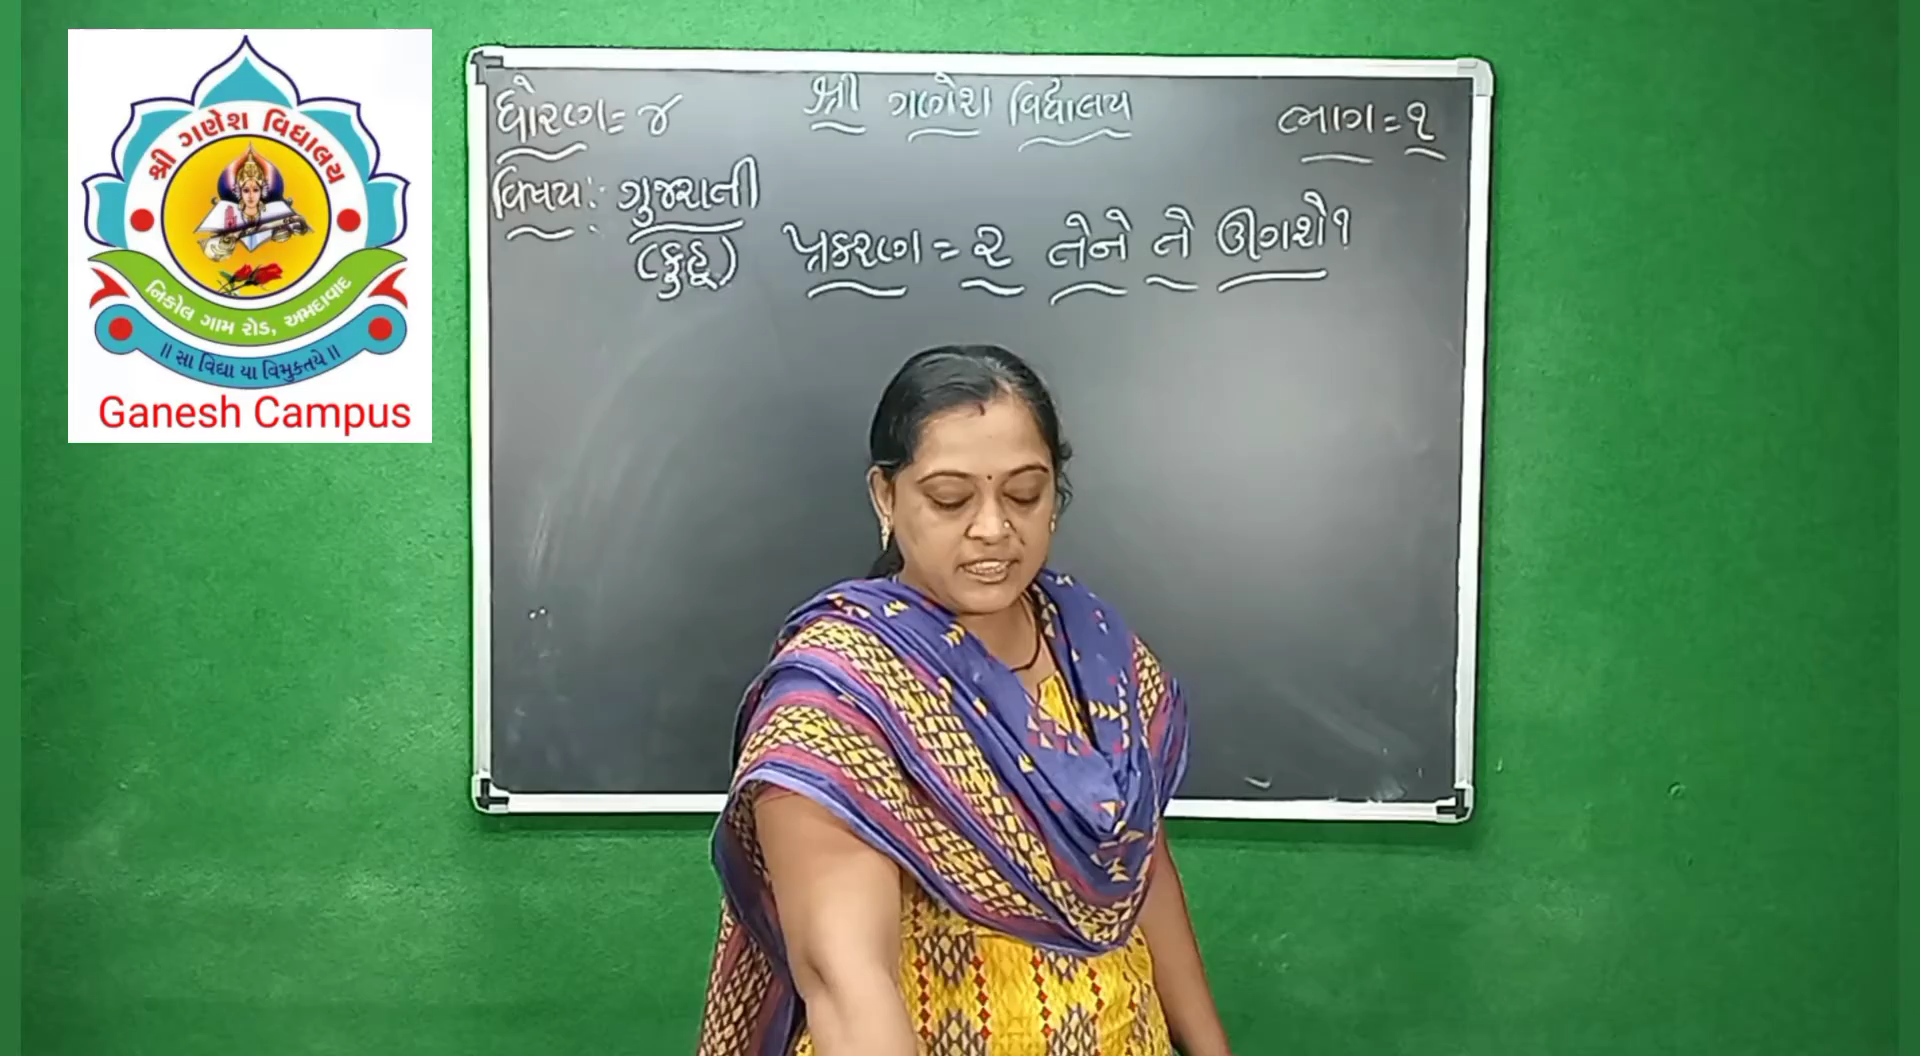 શ્રી ગણેશ વિદ્યાલય
નિકોલ ગામ રોડ, અમદાવાદ
॥ સા વિદ્યા યા વિમુક્તયે ॥
Ganesh Campus
ધોરણ = ૪ શ્રી ગણેશ વિદ્યાલય ભાગ = ૧
વિષય : ગુજરાતી
(કુહૂ) પ્રકરણ = ૨ તેને તે ઊગશે ?